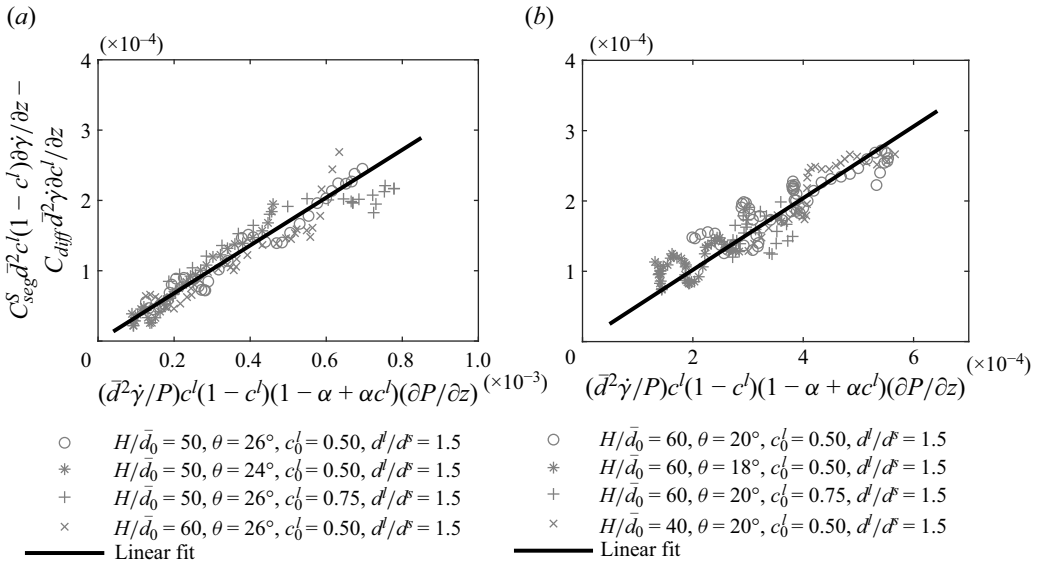 (a)
(×10⁻⁴)
4
3
2
1
0
0.2
0.4
0.6
0.8
1.0
C^S_seg d̄²c^l(1 − c^l)∂γ̇/∂z −
C_diff d̄²γ̇∂c^l/∂z
(d̄²γ̇/P)c^l(1 − c^l)(1 − α + αc^l)(∂P/∂z) (×10⁻³)
H/d̄₀ = 50, θ = 26°, c^l_0 = 0.50, d^l/d^s = 1.5
H/d̄₀ = 50, θ = 24°, c^l_0 = 0.50, d^l/d^s = 1.5
H/d̄₀ = 50, θ = 26°, c^l_0 = 0.75, d^l/d^s = 1.5
H/d̄₀ = 60, θ = 26°, c^l_0 = 0.50, d^l/d^s = 1.5
Linear fit
(b)
(×10⁻⁴)
4
3
2
1
0
2
4
6
(×10⁻⁴)
(d̄²γ̇/P)c^l(1 − c^l)(1 − α + αc^l)(∂P/∂z)
H/d̄₀ = 60, θ = 20°, c^l_0 = 0.50, d^l/d^s = 1.5
H/d̄₀ = 60, θ = 18°, c^l_0 = 0.50, d^l/d^s = 1.5
H/d̄₀ = 60, θ = 20°, c^l_0 = 0.75, d^l/d^s = 1.5
H/d̄₀ = 40, θ = 20°, c^l_0 = 0.50, d^l/d^s = 1.5
Linear fit